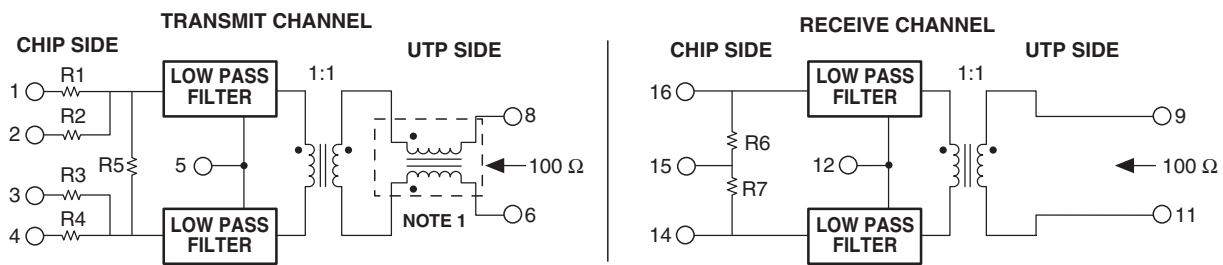 TRANSMIT CHANNEL
CHIP SIDE
UTP SIDE
1
R1
2
R2
R5
3
R3
4
R4
LOW PASS
FILTER
5
LOW PASS
FILTER
1:1
8
100 Ω
6
NOTE 1
RECEIVE CHANNEL
CHIP SIDE
UTP SIDE
16
R6
15
R7
14
LOW PASS
FILTER
12
LOW PASS
FILTER
1:1
9
100 Ω
11